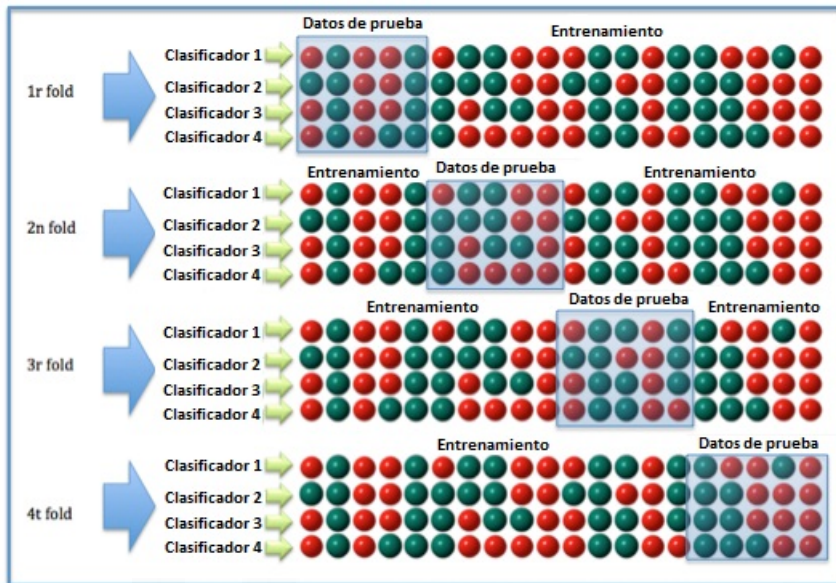 Datos de prueba
Entrenamiento
1r fold
Clasificador 1
Clasificador 2
Clasificador 3
Clasificador 4
Entrenamiento
Datos de prueba
Entrenamiento
2n fold
Clasificador 1
Clasificador 2
Clasificador 3
Clasificador 4
Entrenamiento
Datos de prueba
Entrenamiento
3r fold
Clasificador 1
Clasificador 2
Clasificador 3
Clasificador 4
Entrenamiento
Datos de prueba
4t fold
Clasificador 1
Clasificador 2
Clasificador 3
Clasificador 4